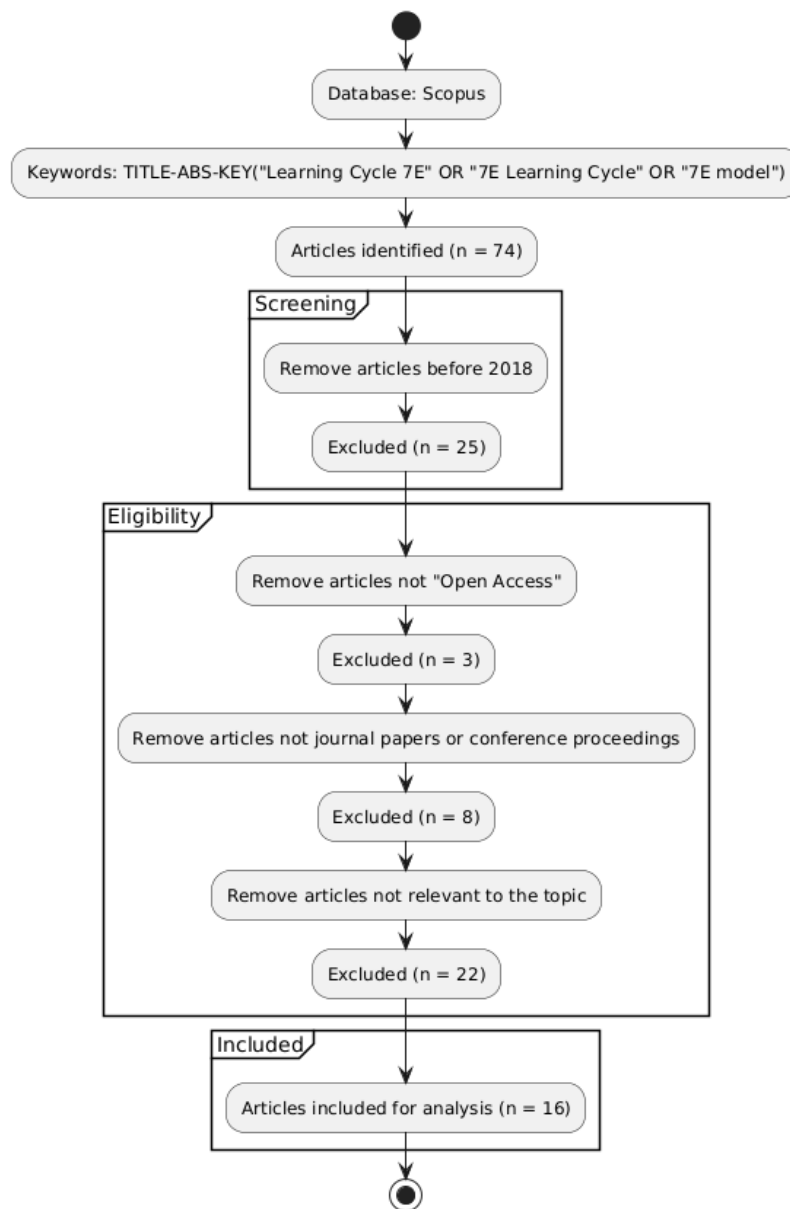 Database: Scopus
Keywords: TITLE-ABS-KEY("Learning Cycle 7E" OR "7E Learning Cycle" OR "7E model")
Articles identified (n = 74)
Screening
Remove articles before 2018
Excluded (n = 25)
Eligibility
Remove articles not "Open Access"
Excluded (n = 3)
Remove articles not journal papers or conference proceedings
Excluded (n = 8)
Remove articles not relevant to the topic
Excluded (n = 22)
Included
Articles included for analysis (n = 16)